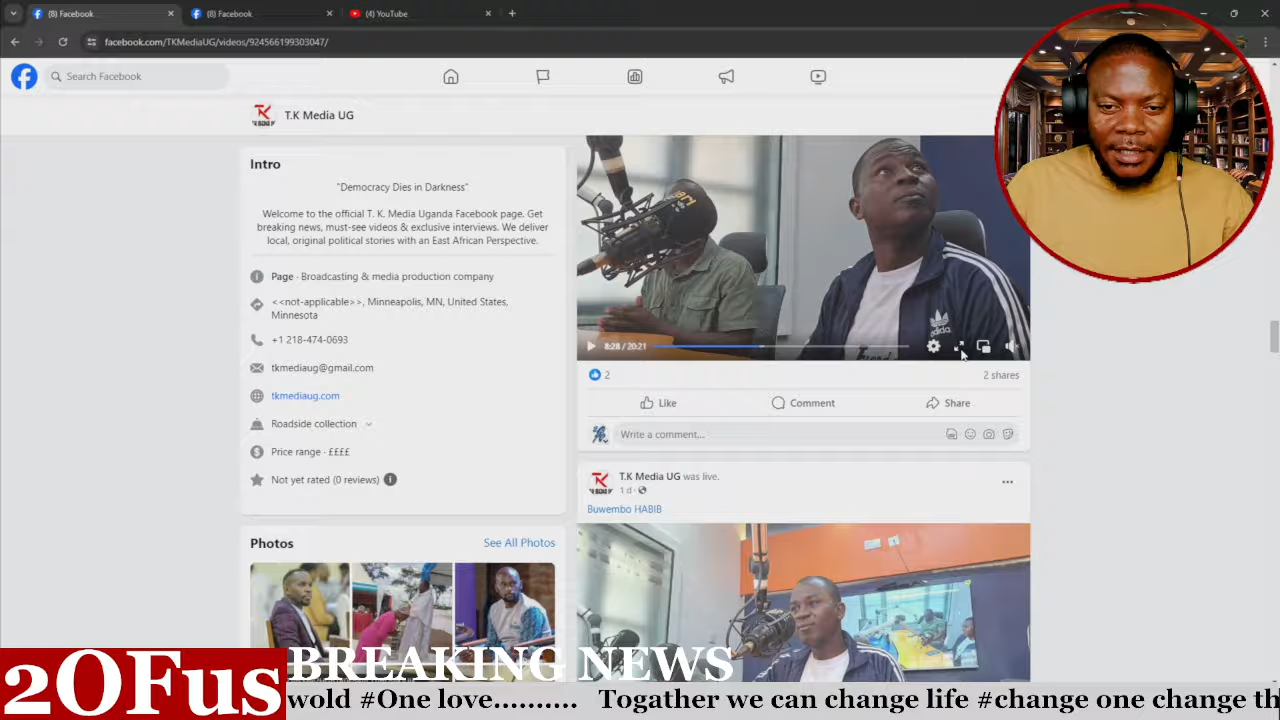 (8) Facebook
(8) Facebook
(4) YouTube
facebook.com/TKMediaUG/videos/924566199303047/
Search Facebook
T.K Media UG
Intro
"Democracy Dies in Darkness"
Welcome to the official T. K. Media Uganda Facebook page. Get
breaking news, must-see videos & exclusive interviews. We deliver
local, original political stories with an East African Perspective.
Page · Broadcasting & media production company
<<not-applicable>>, Minneapolis, MN, United States,
Minnesota
+1 218-474-0693
tkmediaug@gmail.com
tkmediaug.com
Roadside collection
Price range · ££££
Not yet rated (0 reviews)
Photos
See All Photos
8:28 / 20:21
adidas
2
2 shares
Like
Comment
Share
Write a comment...
T.K Media UG was live.
1 d
Buwembo HABIB
2OFus
BREAKING NEWS
wold #One love.......... Togather we can change life #change one change th